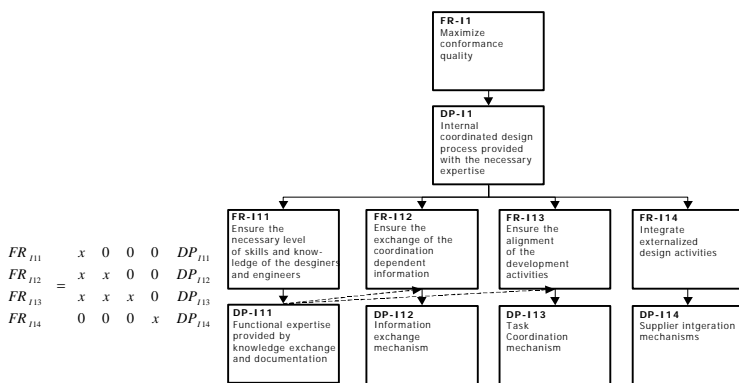 FR-I1
Maximize
conformance
quality
DP-I1
Internal
coordinated design
process provided
with the necessary
expertise
FR-I11
Ensure the
necessary level
of skills and know-
ledge of the desginers
and engineers
FR-I12
Ensure the
exchange of the
coordination
dependent
information
FR-I13
Ensure the
alignment
of the
development
activities
FR-I14
Integrate
externalized
design activities
DP-I11
Functional expertise
provided by
knowledge exchange
and documentation
DP-I12
Information
exchange
mechanism
DP-I13
Task
Coordination
mechanism
DP-I14
Supplier intgeration
mechanisms
FR I11 x 0 0 0 DP I11
FR I12 x x 0 0 DP I12
=
FR I13 x x x 0 DP I13
FR I14 0 0 0 x DP I14